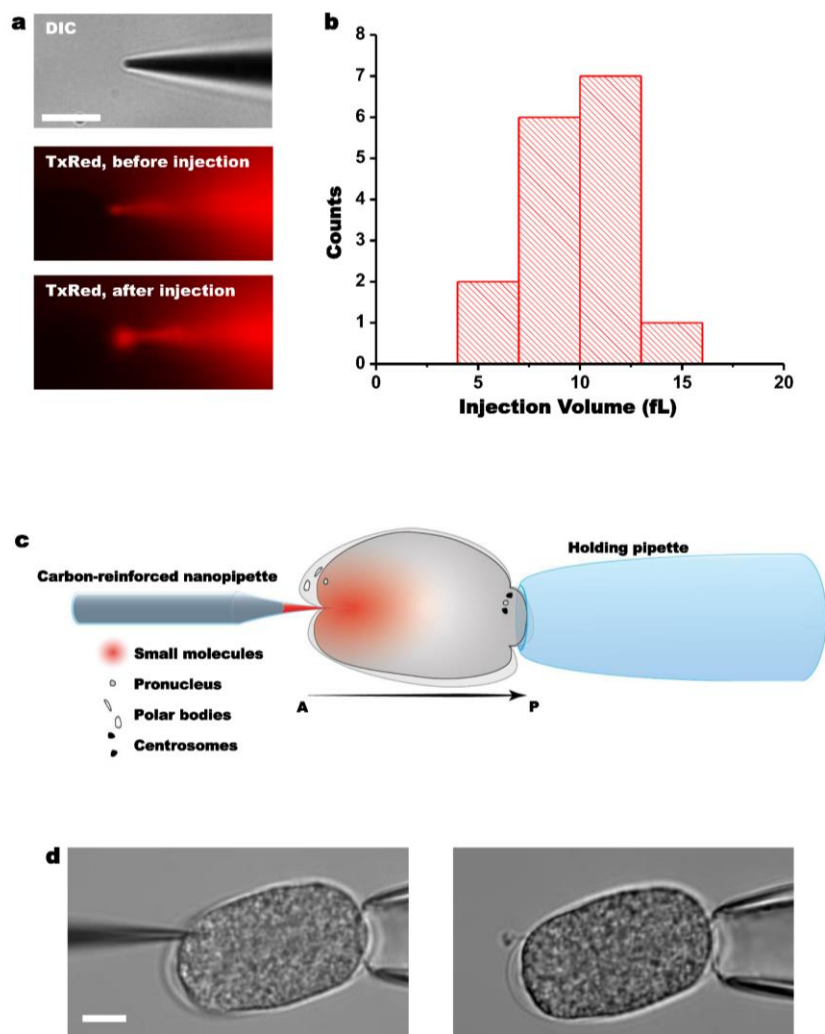 a
DIC
TxRed, before injection
TxRed, after injection
b
8
7
6
5
4
3
2
1
0
Counts
0 5 10 15 20
Injection Volume (fL)
c
Carbon-reinforced nanopipette
Holding pipette
Small molecules
Pronucleus
Polar bodies
Centrosomes
A P
d